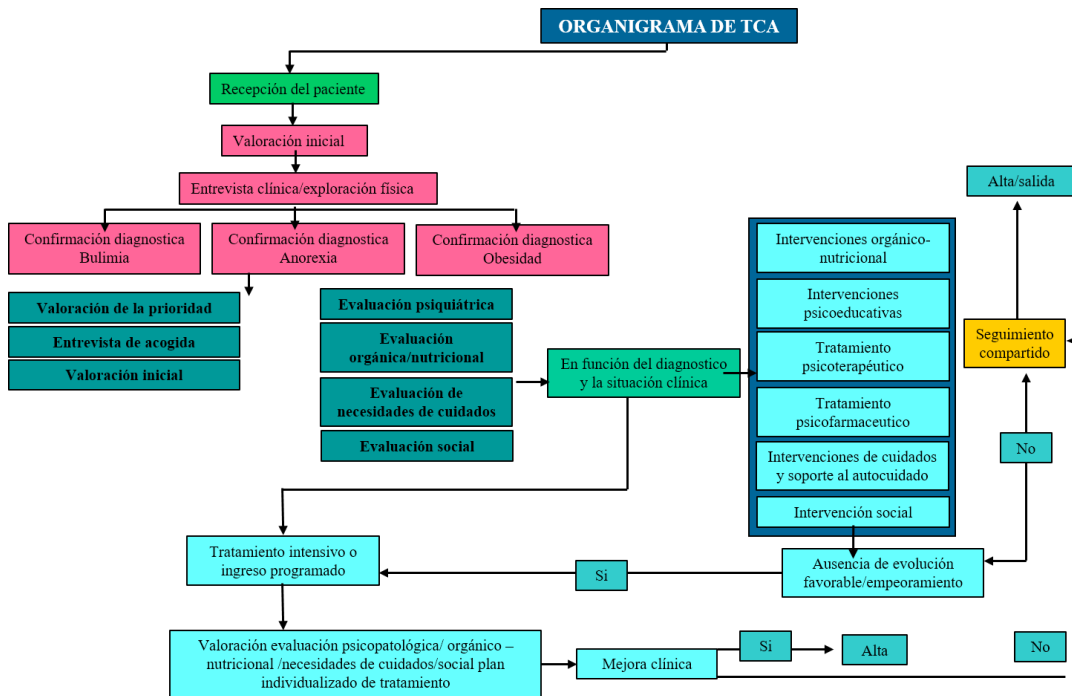 ORGANIGRAMA DE TCA
Recepción del paciente
Valoración inicial
Entrevista clínica/exploración física
Confirmación diagnostica
Bulimia
Confirmación diagnostica
Anorexia
Confirmación diagnostica
Obesidad
Valoración de la prioridad
Entrevista de acogida
Valoración inicial
Evaluación psiquiátrica
Evaluación
orgánica/nutricional
Evaluación de
necesidades de cuidados
Evaluación social
En función del diagnostico
y la situación clínica
Intervenciones orgánico-
nutricional
Intervenciones
psicoeducativas
Tratamiento
psicoterapéutico
Tratamiento
psicofarmaceutico
Intervenciones de cuidados
y soporte al autocuidado
Intervención social
Alta/salida
Seguimiento
compartido
No
Ausencia de evolución
favorable/empeoramiento
Si
Tratamiento intensivo o
ingreso programado
Valoración evaluación psicopatológica/ orgánico –
nutricional /necesidades de cuidados/social plan
individualizado de tratamiento
Mejora clínica
Si
Alta
No